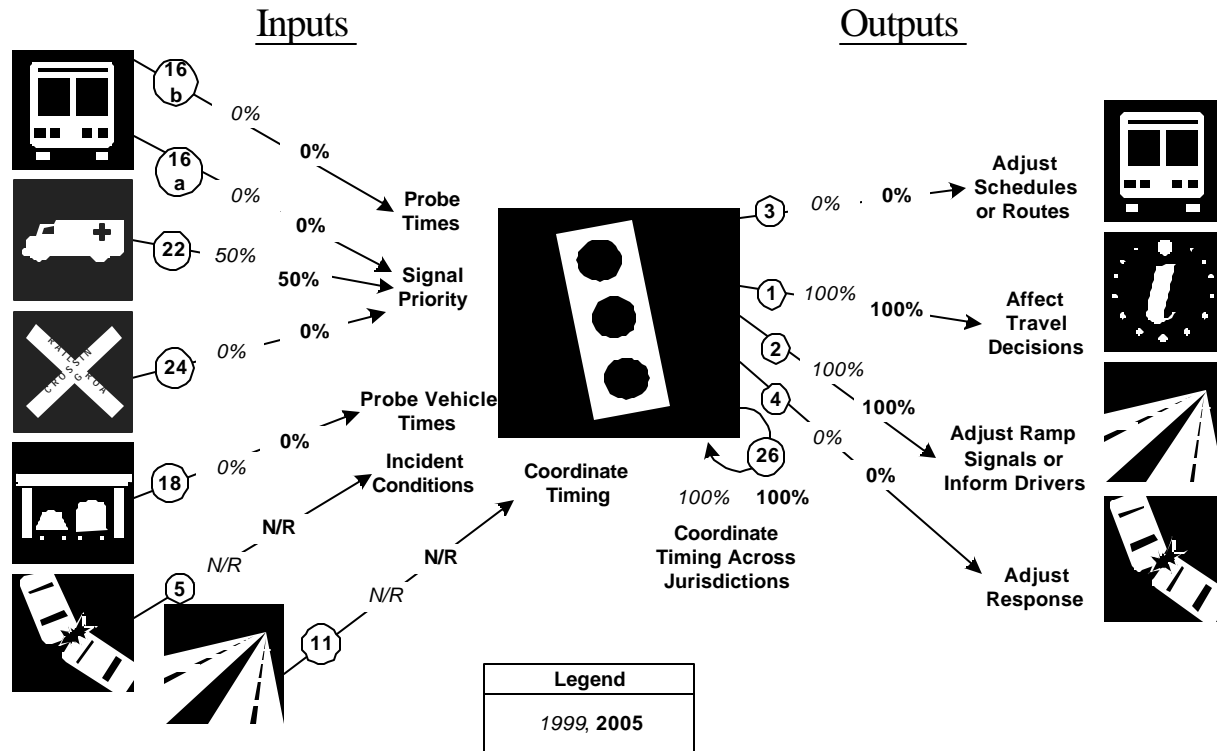 Inputs
Outputs
16
b
0%
0%
Probe
Times
16
a
0%
0%
22
50%
50%
Signal
Priority
RAILROAD
CROSSING
24
0%
0%
18
0%
0%
Probe Vehicle
Times
5
N/R
N/R
Incident
Conditions
11
N/R
N/R
Coordinate
Timing
3
0%
0%
Adjust
Schedules
or Routes
i
1
100%
100%
Affect
Travel
Decisions
2
100%
100%
Adjust Ramp
Signals or
Inform Drivers
4
0%
0%
Adjust
Response
26
100%
100%
Coordinate
Timing Across
Jurisdictions
Legend
1999, 2005